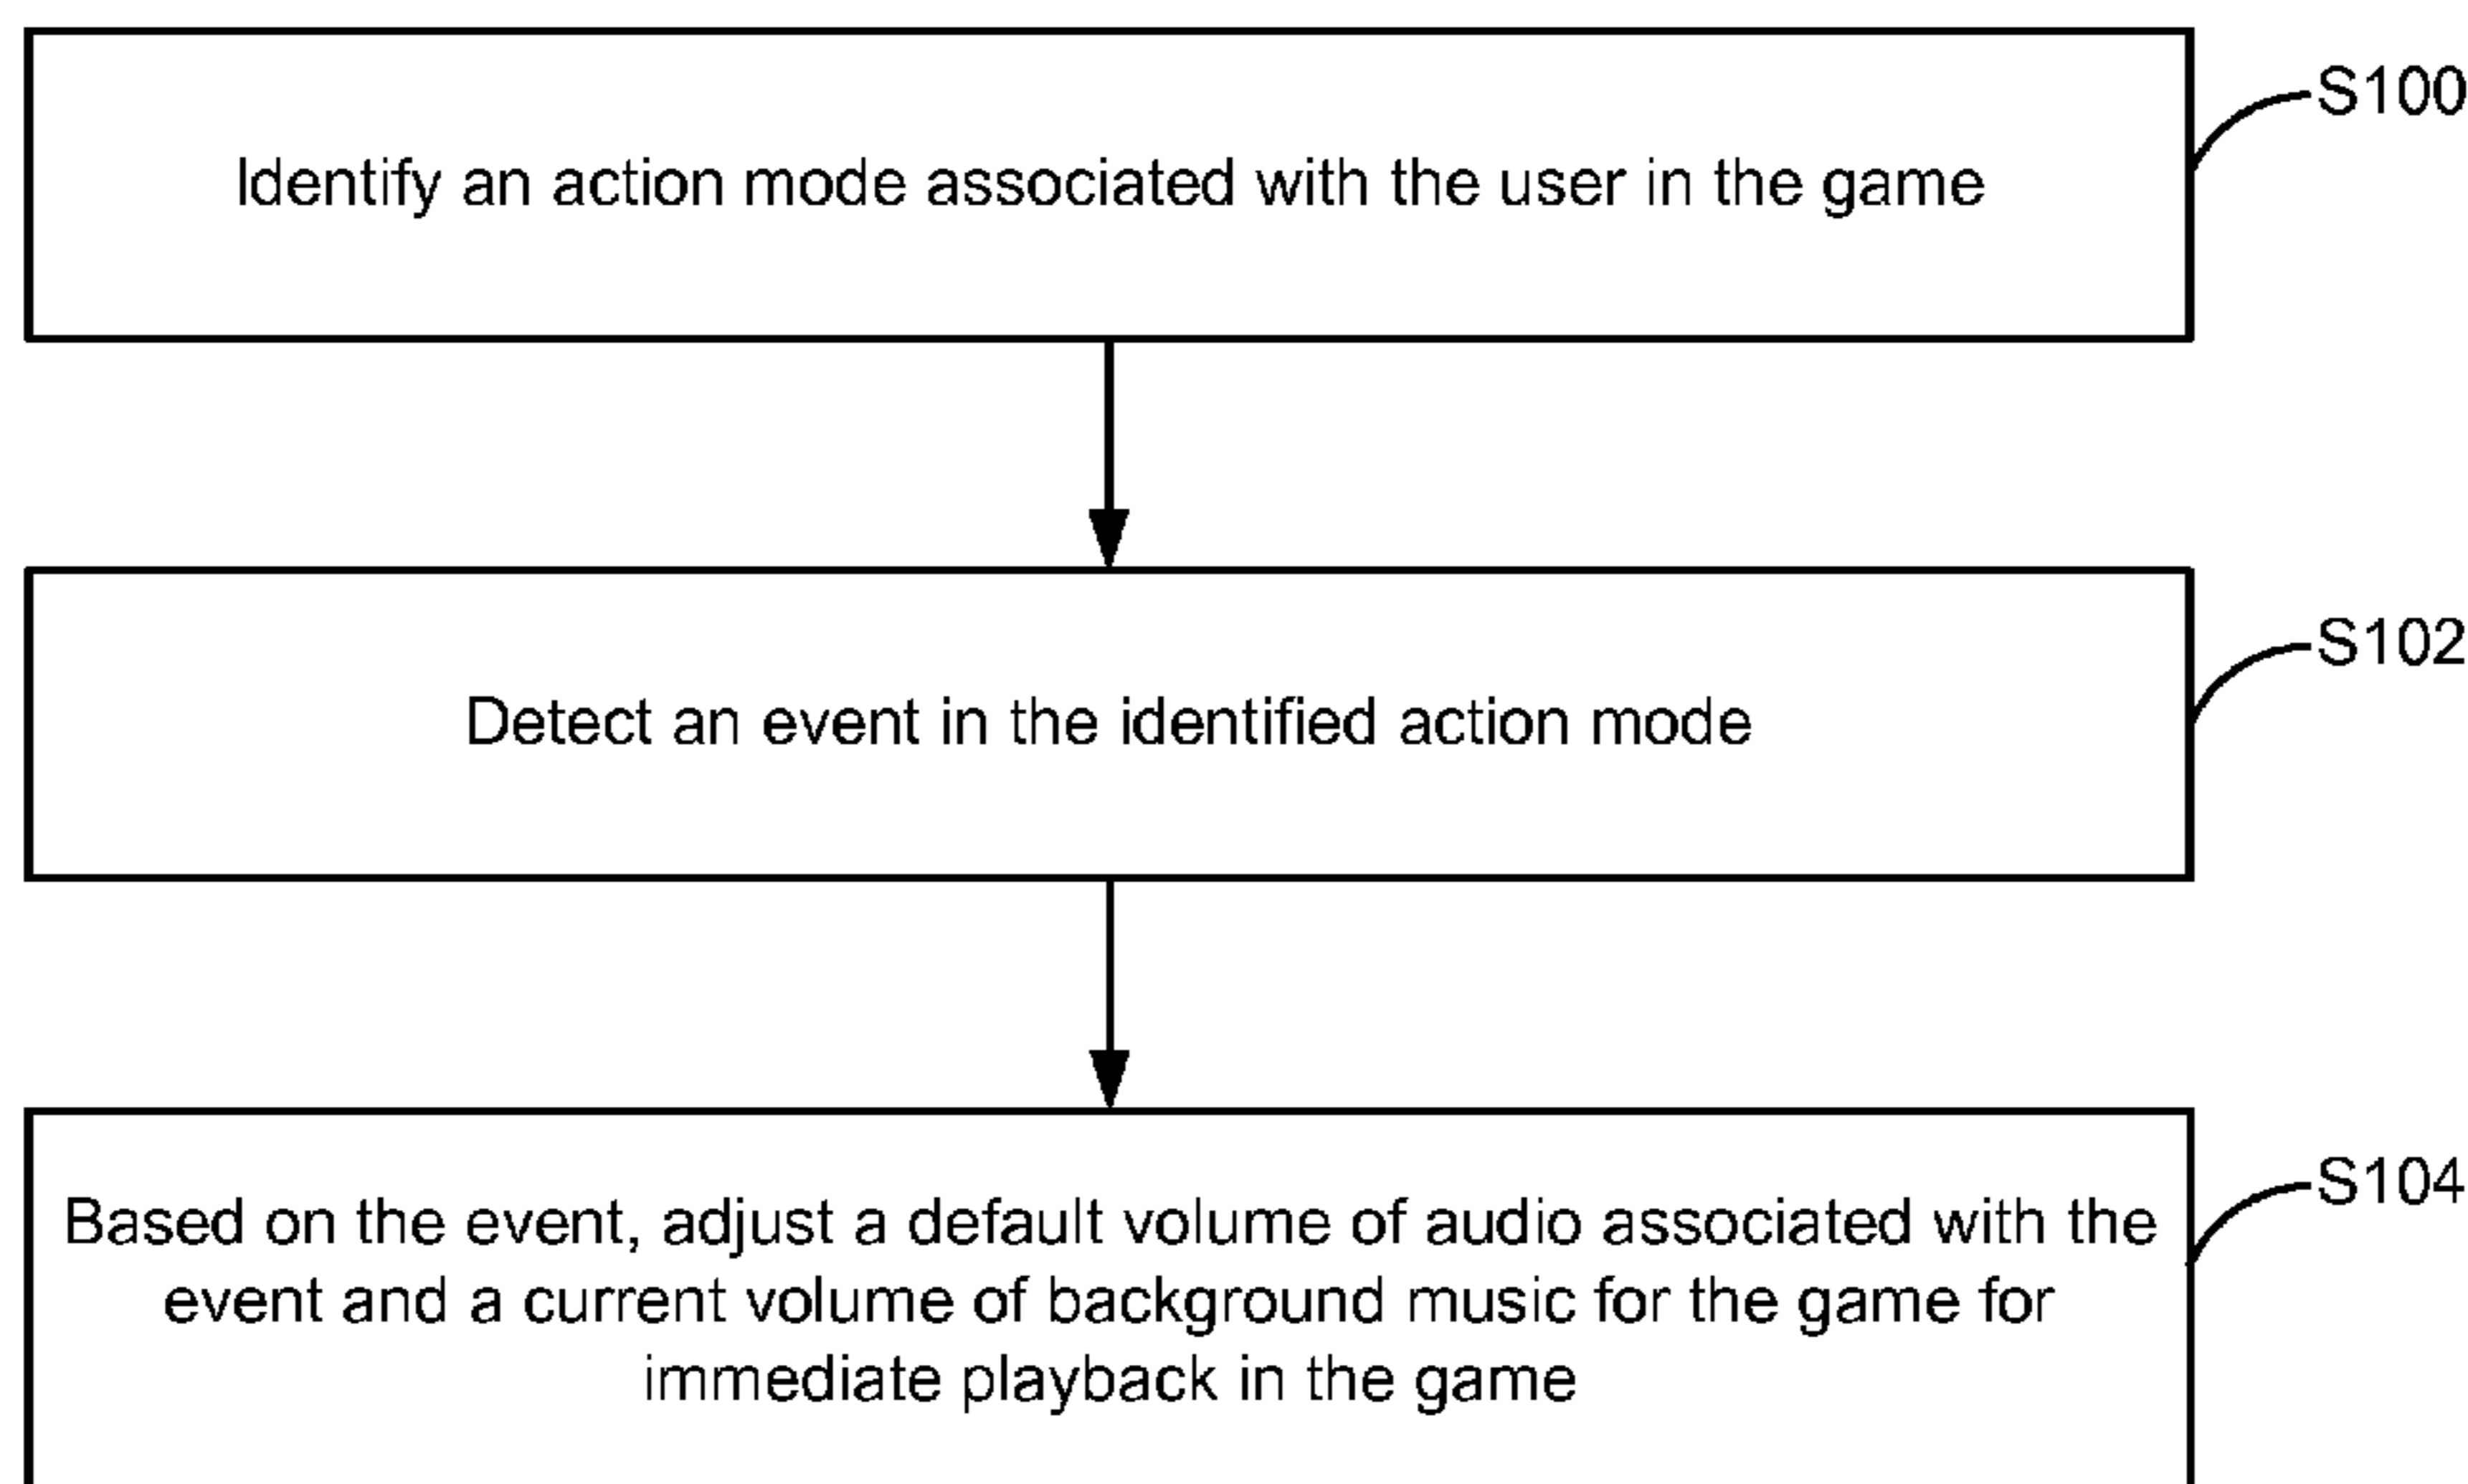 S100
Identify an action mode associated with the user in the game
S102
Detect an event in the identified action mode
S104
Based on the event, adjust a default volume of audio associated with the
event and a current volume of background music for the game for
immediate playback in the game